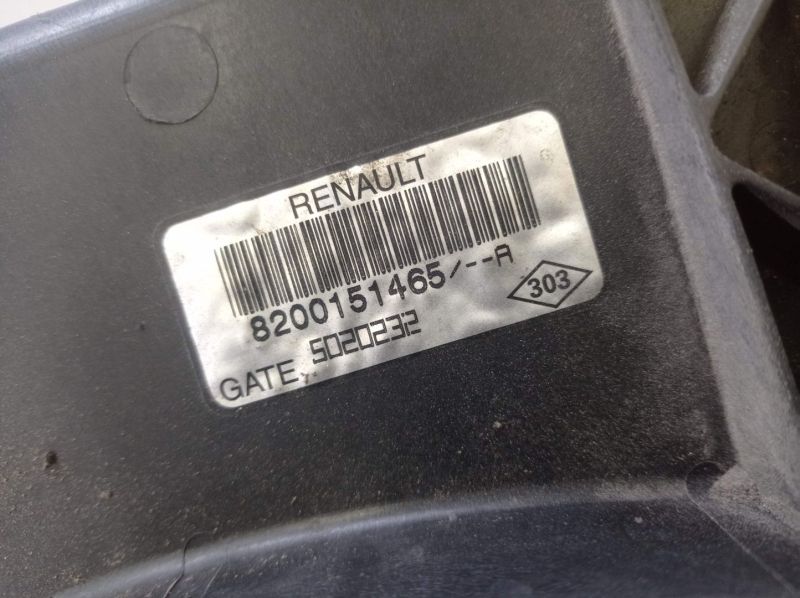 RENAULT
8200151465/--A
303
GATE. 5020232